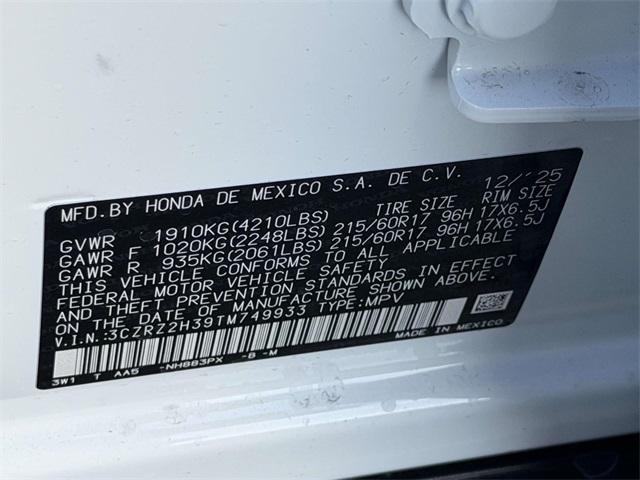 MFD.BY HONDA DE MEXICO S.A. DE C.V. 12/'25
TIRE SIZE RIM SIZE
GVWR 1910KG(4210LBS)
GAWR F 1020KG(2248LBS) 215/60R17 96H 17X6.5J
GAWR R 935KG(2061LBS) 215/60R17 96H 17X6.5J
THIS VEHICLE CONFORMS TO ALL APPLICABLE
FEDERAL MOTOR VEHICLE SAFETY
AND THEFT PREVENTION STANDARDS IN EFFECT
ON THE DATE OF MANUFACTURE SHOWN ABOVE.
V.I.N.:3CZRZ2H39TM749933 TYPE:MPV
MADE IN MEXICO
3W1 T AA5 -NH883PX -B -M